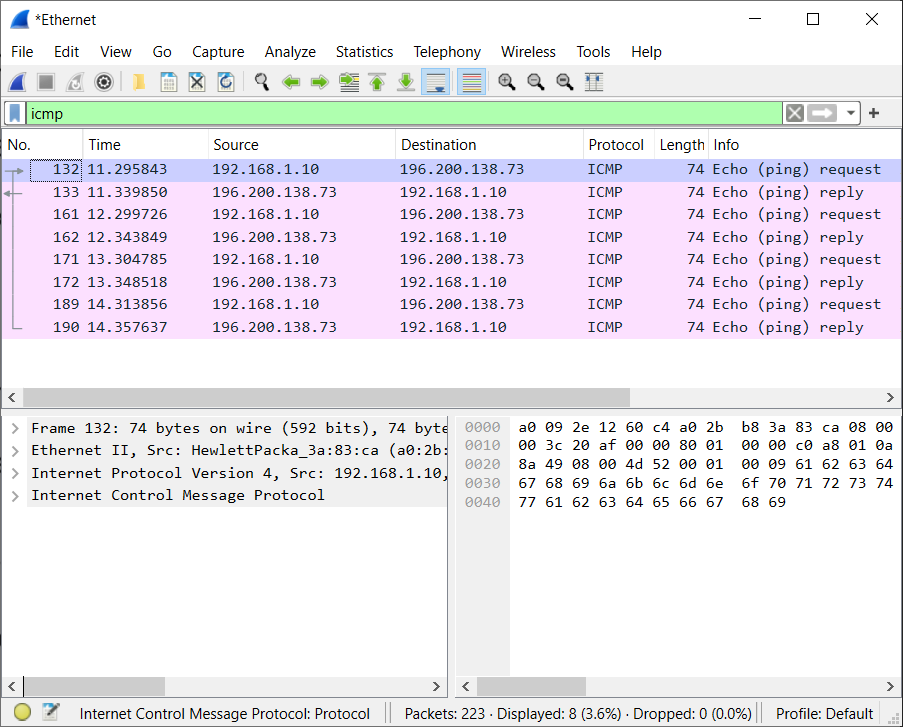 *Ethernet
File Edit View Go Capture Analyze Statistics Telephony Wireless Tools Help
icmp
No. Time Source Destination Protocol Length Info
132 11.295843 192.168.1.10 196.200.138.73 ICMP 74 Echo (ping) request
133 11.339850 196.200.138.73 192.168.1.10 ICMP 74 Echo (ping) reply
161 12.299726 192.168.1.10 196.200.138.73 ICMP 74 Echo (ping) request
162 12.343849 196.200.138.73 192.168.1.10 ICMP 74 Echo (ping) reply
171 13.304785 192.168.1.10 196.200.138.73 ICMP 74 Echo (ping) request
172 13.348518 196.200.138.73 192.168.1.10 ICMP 74 Echo (ping) reply
189 14.313856 192.168.1.10 196.200.138.73 ICMP 74 Echo (ping) request
190 14.357637 196.200.138.73 192.168.1.10 ICMP 74 Echo (ping) reply
Frame 132: 74 bytes on wire (592 bits), 74 byte
Ethernet II, Src: HewlettPacka_3a:83:ca (a0:2b:
Internet Protocol Version 4, Src: 192.168.1.10,
Internet Control Message Protocol
0000 a0 09 2e 12 60 c4 a0 2b b8 3a 83 ca 08 00
0010 00 3c 20 af 00 00 80 01 00 00 c0 a8 01 0a
0020 8a 49 08 00 4d 52 00 01 00 09 61 62 63 64
0030 67 68 69 6a 6b 6c 6d 6e 6f 70 71 72 73 74
0040 77 61 62 63 64 65 66 67 68 69
Internet Control Message Protocol: Protocol
Packets: 223 · Displayed: 8 (3.6%) · Dropped: 0 (0.0%)
Profile: Default